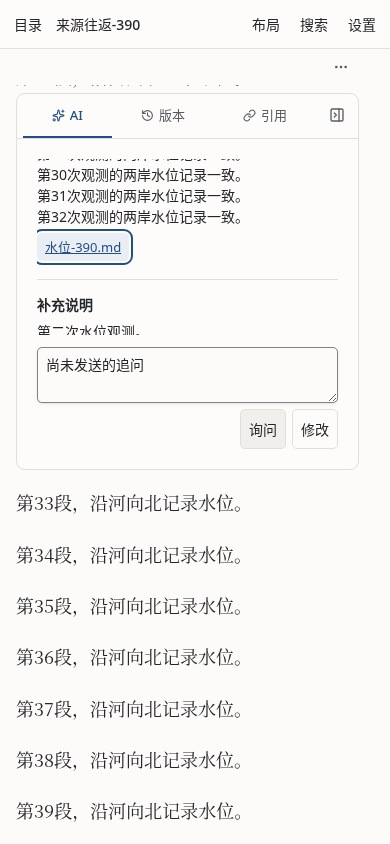 目录 来源往返-390 布局 搜索 设置
AI 版本 引用
第30次观测的两岸水位记录一致。
第31次观测的两岸水位记录一致。
第32次观测的两岸水位记录一致。
水位-390.md
补充说明
第二次水位观测。
尚未发送的追问
询问 修改
第33段，沿河向北记录水位。
第34段，沿河向北记录水位。
第35段，沿河向北记录水位。
第36段，沿河向北记录水位。
第37段，沿河向北记录水位。
第38段，沿河向北记录水位。
第39段，沿河向北记录水位。